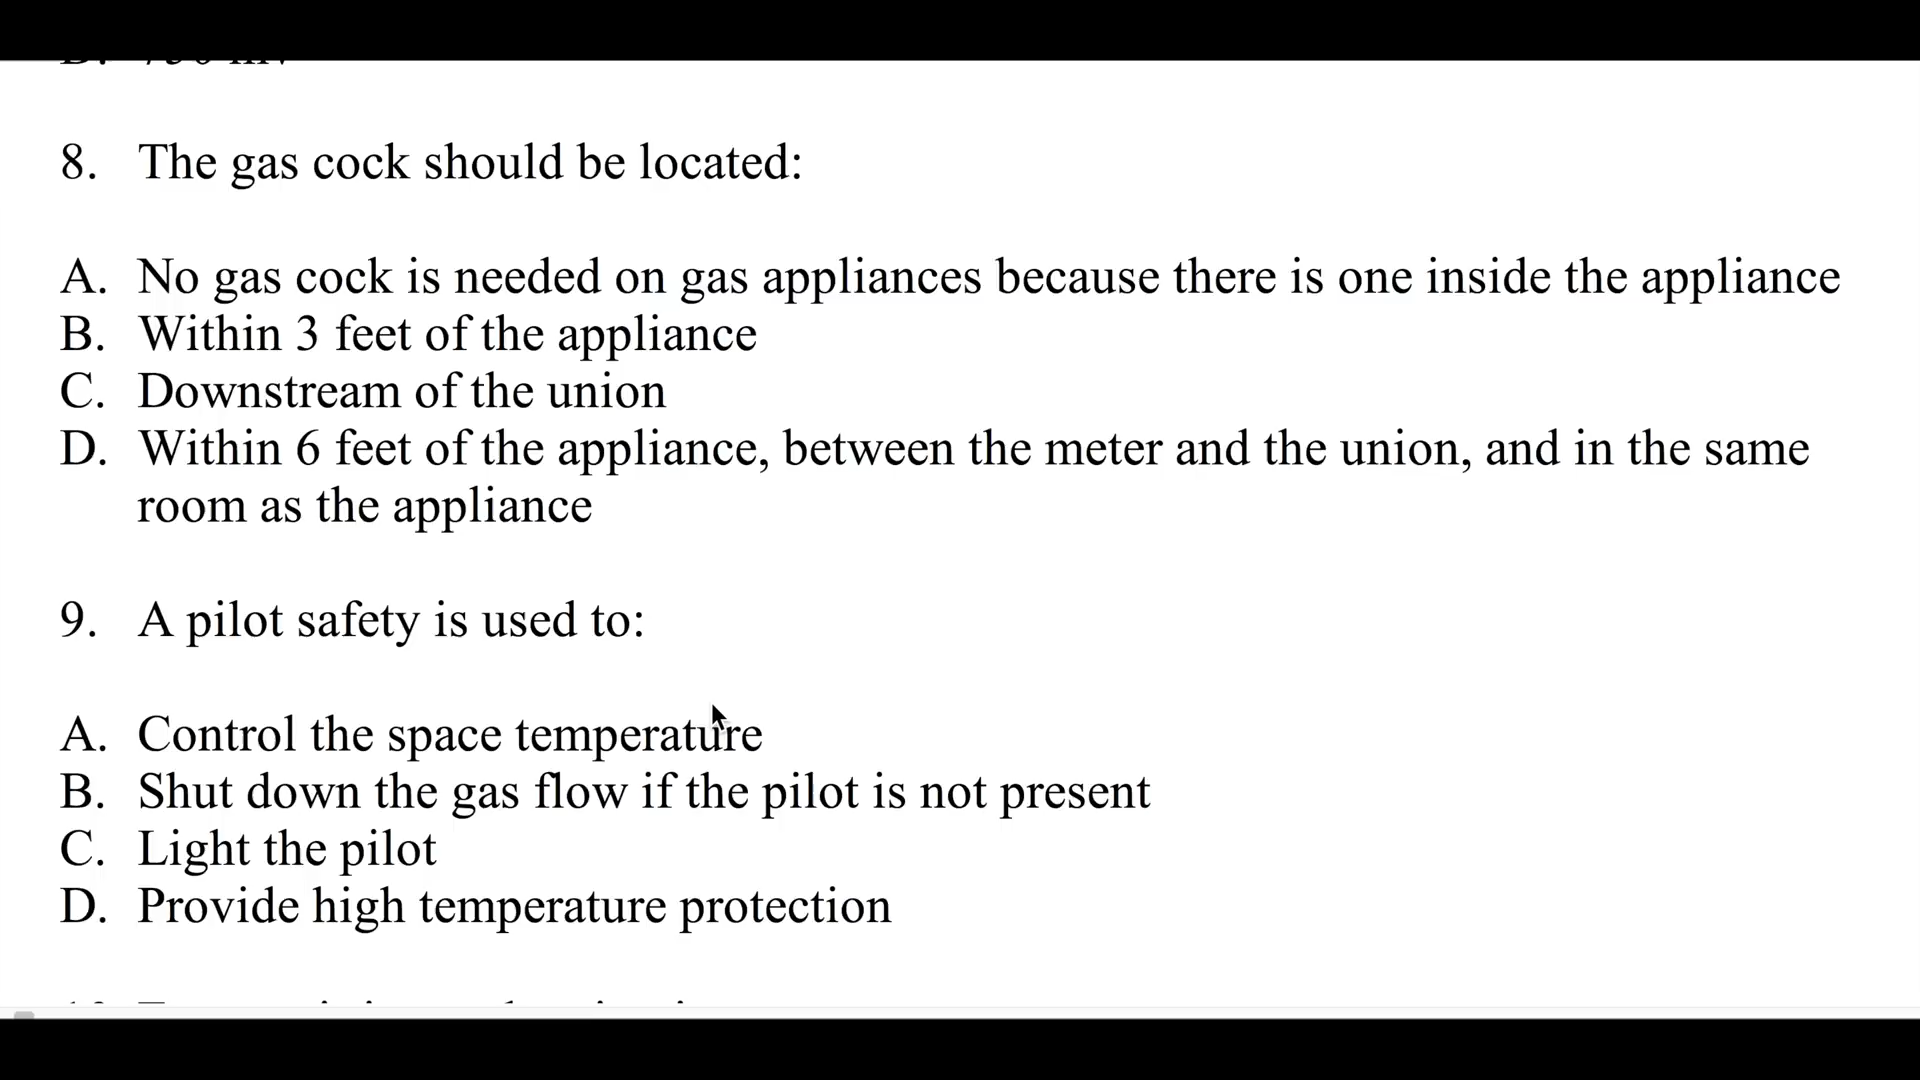 8. The gas cock should be located:
A. No gas cock is needed on gas appliances because there is one inside the appliance
B. Within 3 feet of the appliance
C. Downstream of the union
D. Within 6 feet of the appliance, between the meter and the union, and in the same
room as the appliance
9. A pilot safety is used to:
A. Control the space temperature
B. Shut down the gas flow if the pilot is not present
C. Light the pilot
D. Provide high temperature protection